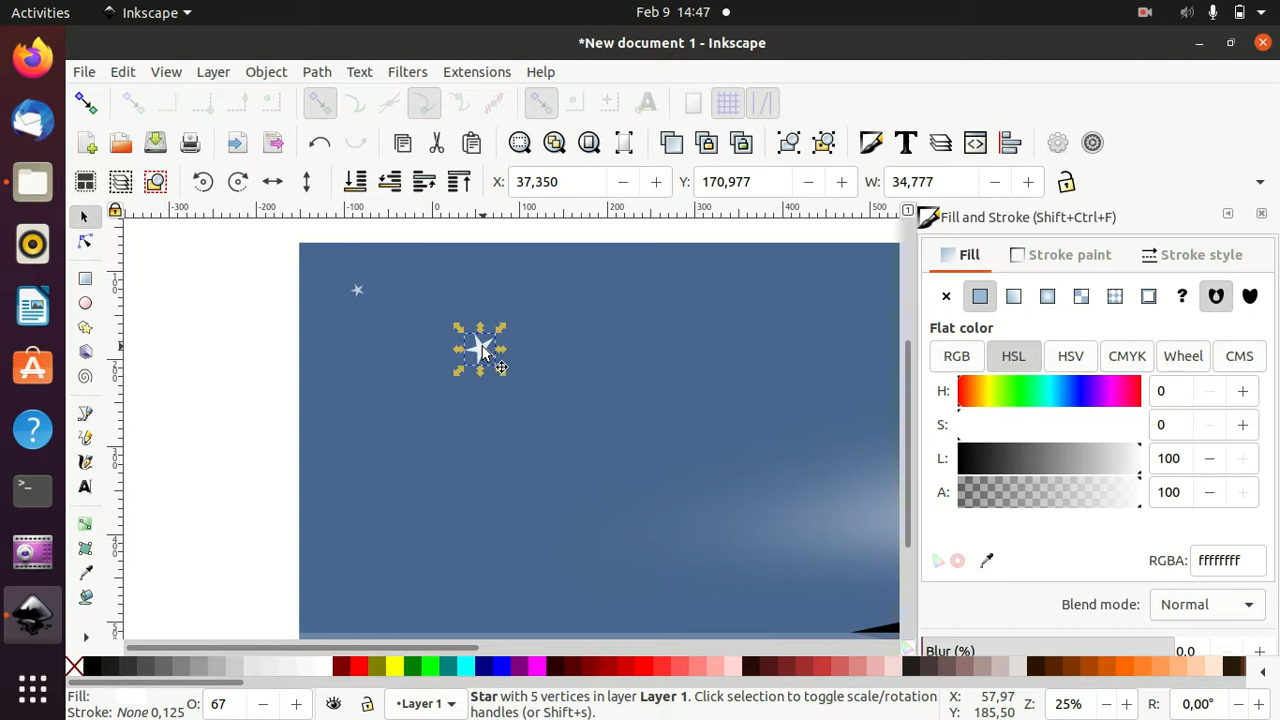 Activities
Inkscape
Feb 9 14:47
*New document 1 - Inkscape
File Edit View Layer Object Path Text Filters Extensions Help
X: 37,350 Y: 170,977 W: 34,777
-300 -200 -100 0 100 200 300 400 500 1
Fill and Stroke (Shift+Ctrl+F)
Fill Stroke paint Stroke style
Flat color
RGB HSL HSV CMYK Wheel CMS
H: 0
S: 0
L: 100
A: 100
RGBA: ffffffff
Blend mode: Normal
Blur (%) 0,0
Fill:
Stroke: None 0,125
O: 67
•Layer 1
Star with 5 vertices in layer Layer 1. Click selection to toggle scale/rotation
handles (or Shift+s).
X: 57,97
Y: 185,50
Z: 25%
R: 0,00°